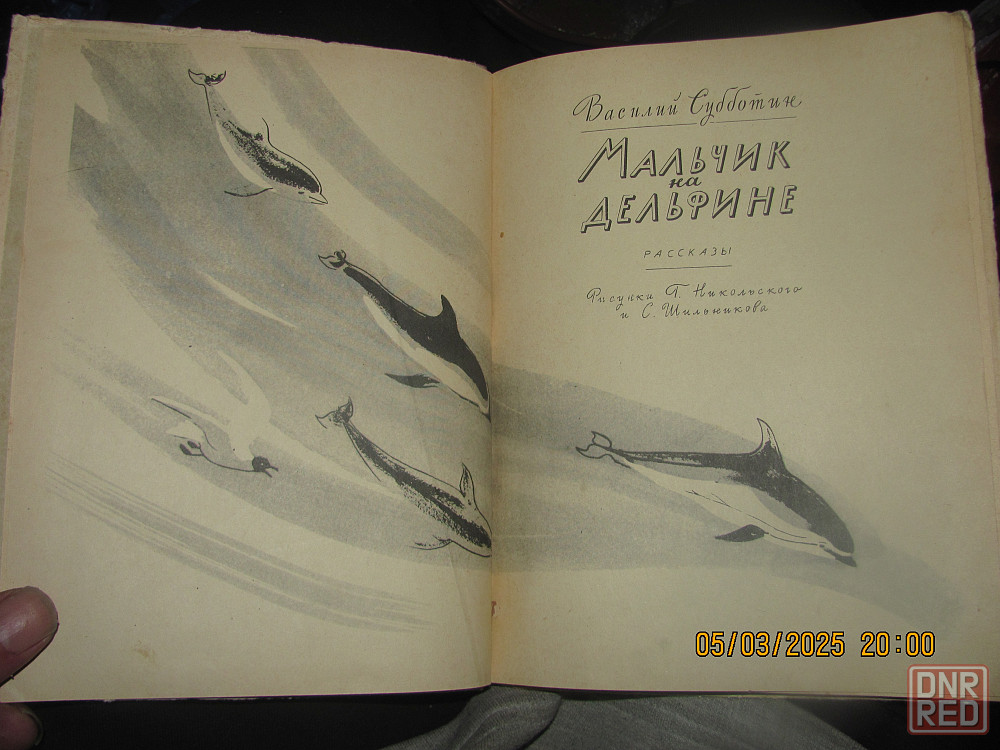 Василий Субботин
МАЛЬЧИК
на
ДЕЛЬФИНЕ
РАССКАЗЫ
Рисунки Г. Никольского
и С. Шильникова
05/03/2025 20:00
DNR
RED